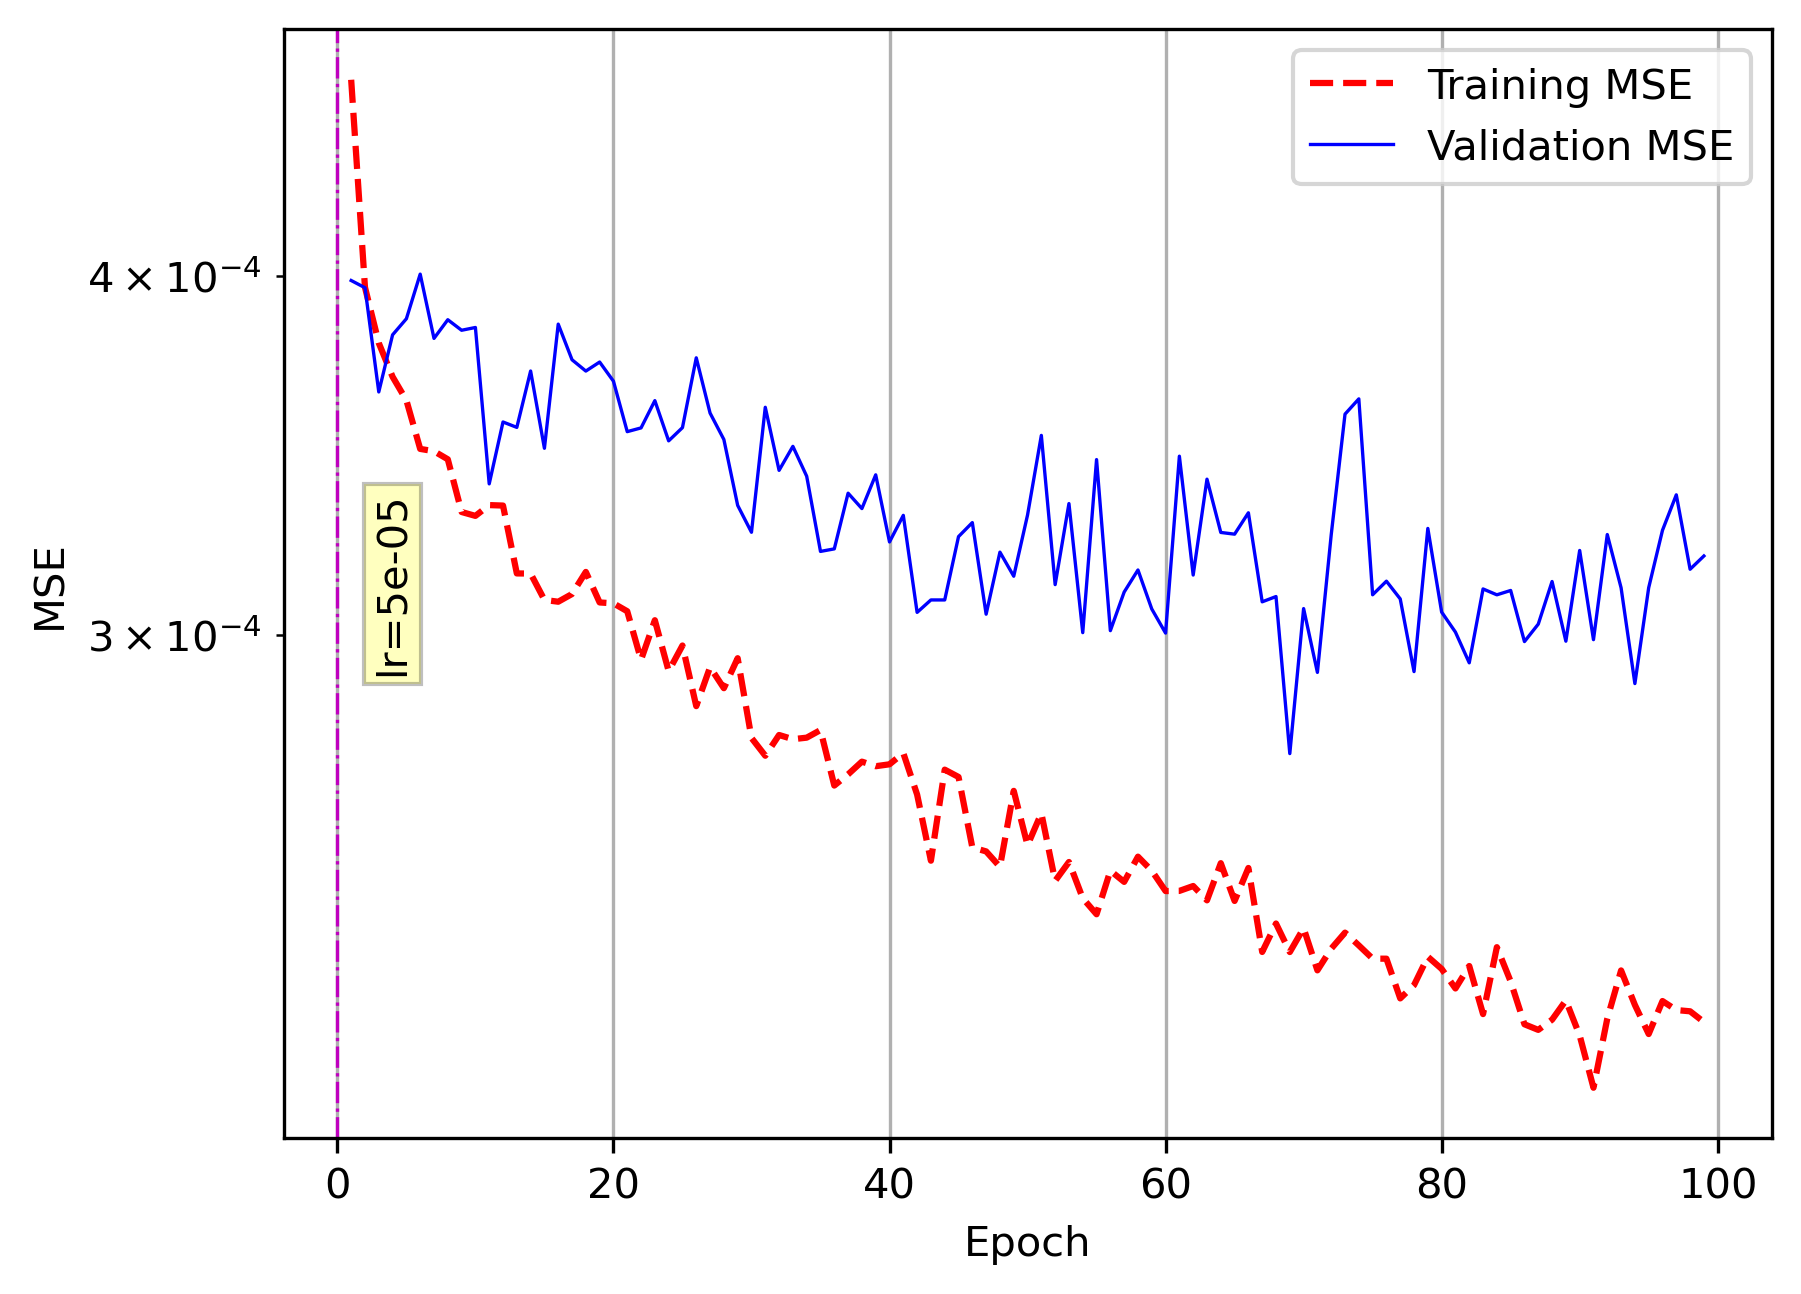 Training MSE
Validation MSE
4 × 10⁻⁴
3 × 10⁻⁴
MSE
lr=5e-05
0 20 40 60 80 100
Epoch